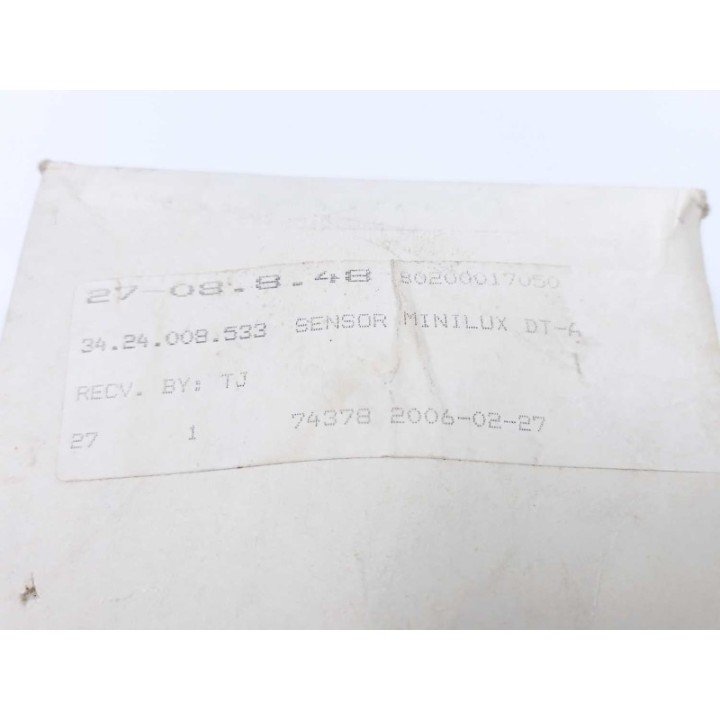 27-08.8.48 80200017050
34.24.008.533 SENSOR MINILUX DT-A
1
RECV. BY: TJ
27 1 74378 2006-02-27